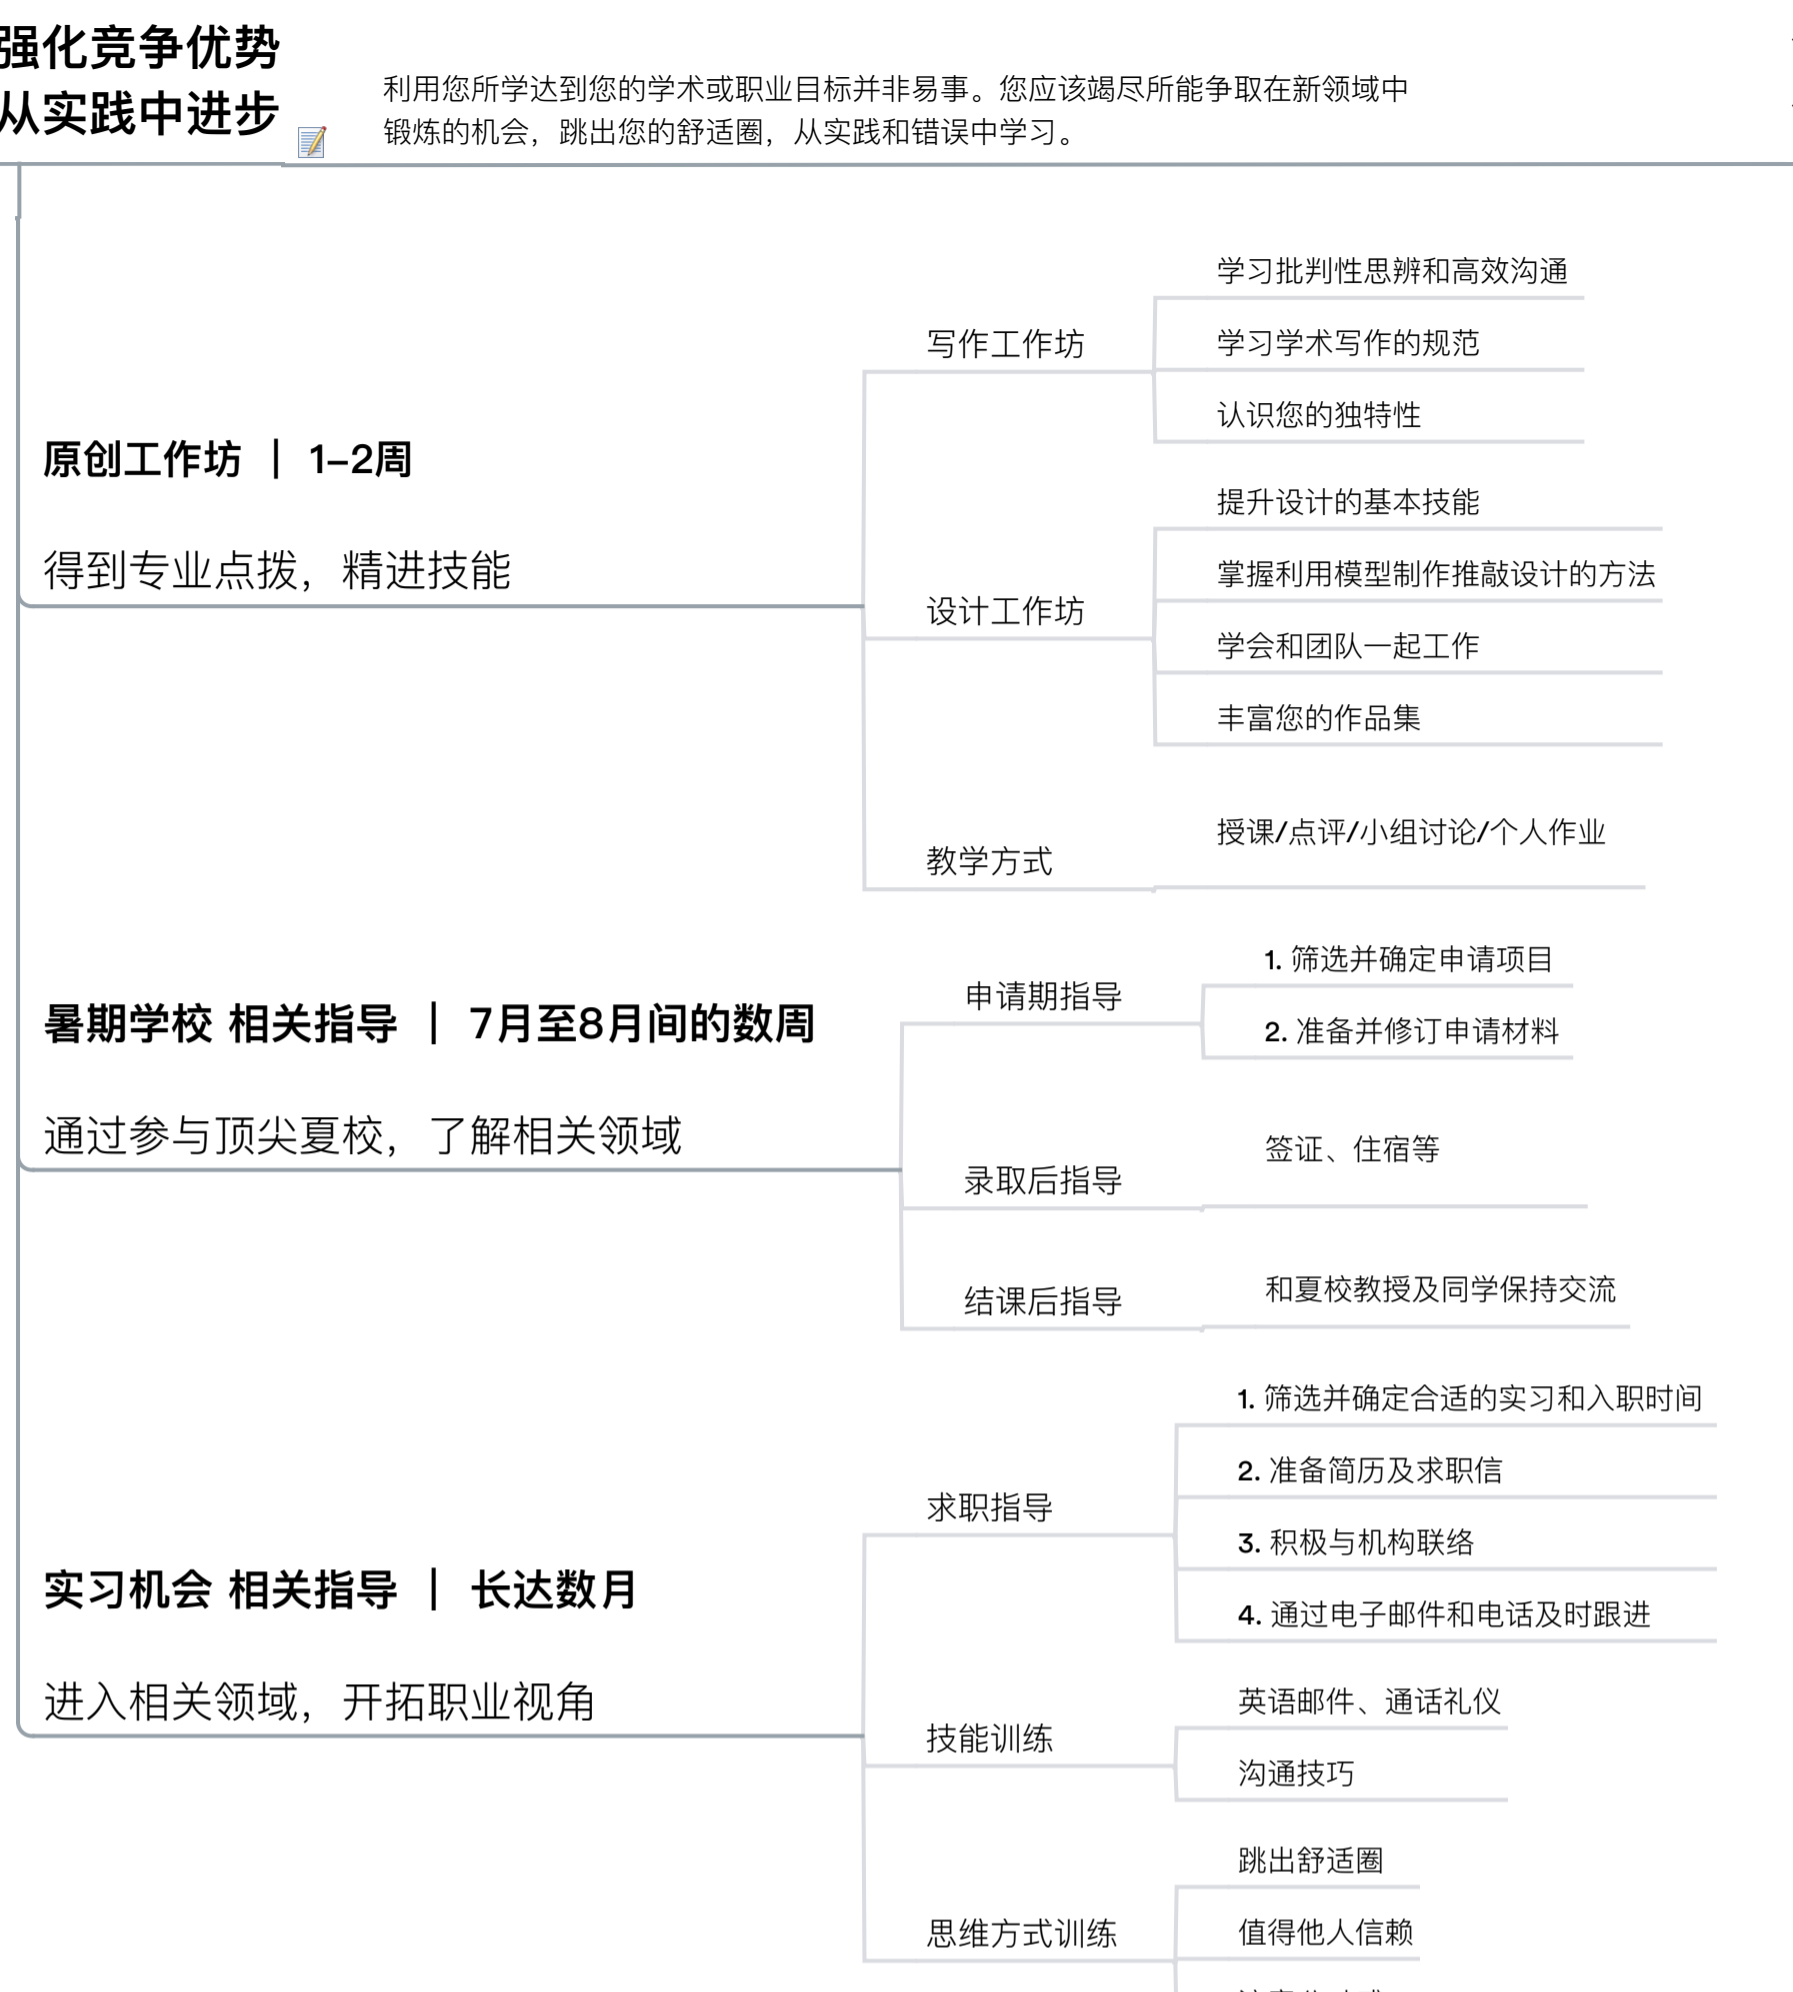 强化竞争优势
从实践中进步
利用您所学达到您的学术或职业目标并非易事。您应该竭尽所能争取在新领域中
锻炼的机会，跳出您的舒适圈，从实践和错误中学习。
原创工作坊 ｜ 1-2周
得到专业点拨，精进技能
写作工作坊
学习批判性思辨和高效沟通
学习学术写作的规范
认识您的独特性
设计工作坊
提升设计的基本技能
掌握利用模型制作推敲设计的方法
学会和团队一起工作
丰富您的作品集
教学方式
授课/点评/小组讨论/个人作业
暑期学校 相关指导 ｜ 7月至8月间的数周
通过参与顶尖夏校，了解相关领域
申请期指导
1. 筛选并确定申请项目
2. 准备并修订申请材料
录取后指导
签证、住宿等
结课后指导
和夏校教授及同学保持交流
实习机会 相关指导 ｜ 长达数月
进入相关领域，开拓职业视角
求职指导
1. 筛选并确定合适的实习和入职时间
2. 准备简历及求职信
3. 积极与机构联络
4. 通过电子邮件和电话及时跟进
技能训练
英语邮件、通话礼仪
沟通技巧
思维方式训练
跳出舒适圈
值得他人信赖